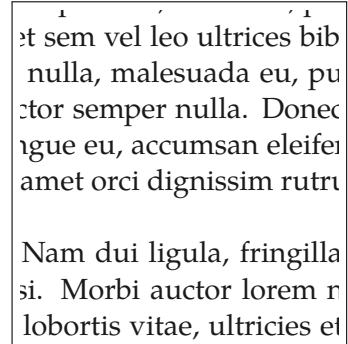 et sem vel leo ultrices bib
nulla, malesuada eu, pu
ctor semper nulla. Donec
ngue eu, accumsan eleifen
amet orci dignissim rutru
Nam dui ligula, fringilla
si. Morbi auctor lorem n
lobortis vitae, ultricies et